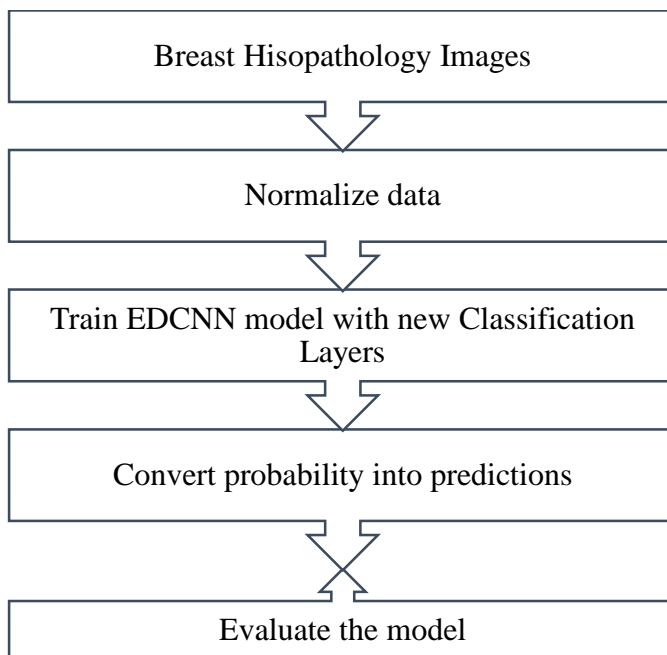 Breast Hisopathology Images
Normalize data
Train EDCNN model with new Classification
Layers
Convert probability into predictions
Evaluate the model